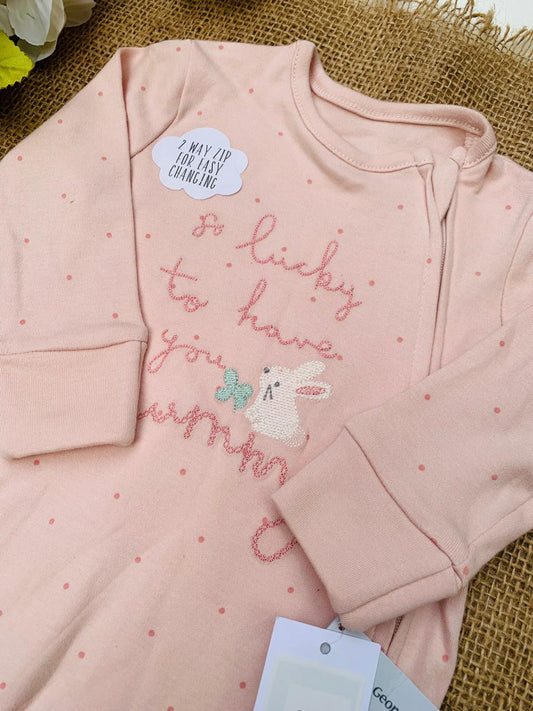 2 WAY ZIP
FOR EASY
CHANGING
so lucky
to have
you